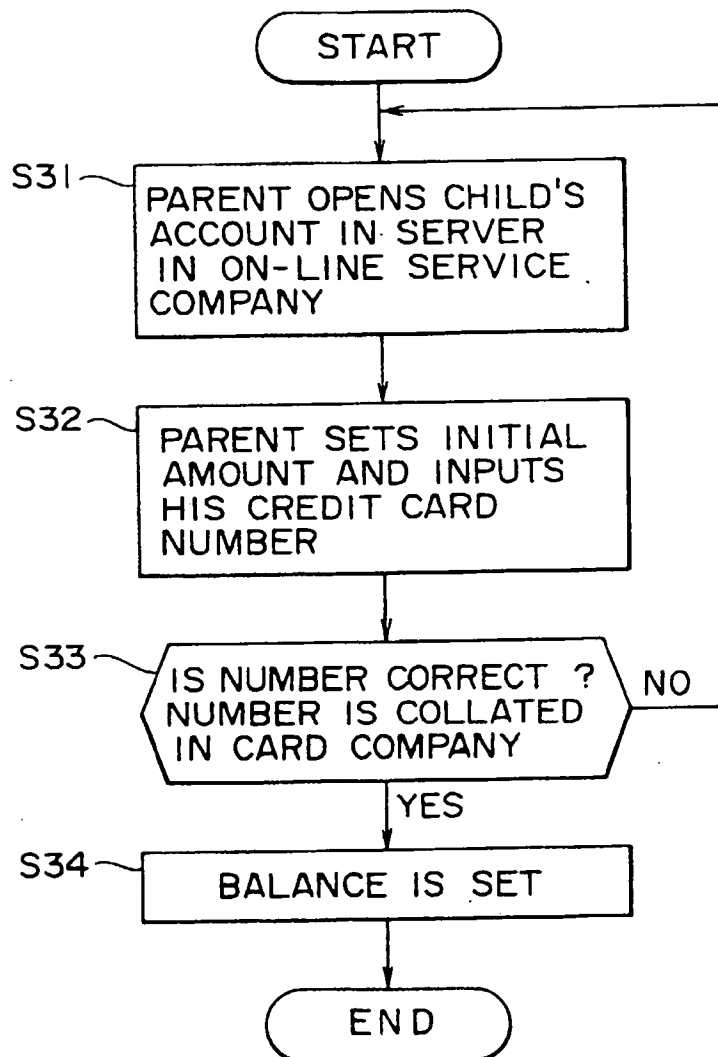 START
S31
PARENT OPENS CHILD'S
ACCOUNT IN SERVER
IN ON-LINE SERVICE
COMPANY
S32
PARENT SETS INITIAL
AMOUNT AND INPUTS
HIS CREDIT CARD
NUMBER
S33
IS NUMBER CORRECT ?
NUMBER IS COLLATED
IN CARD COMPANY
NO
YES
S34
BALANCE IS SET
END